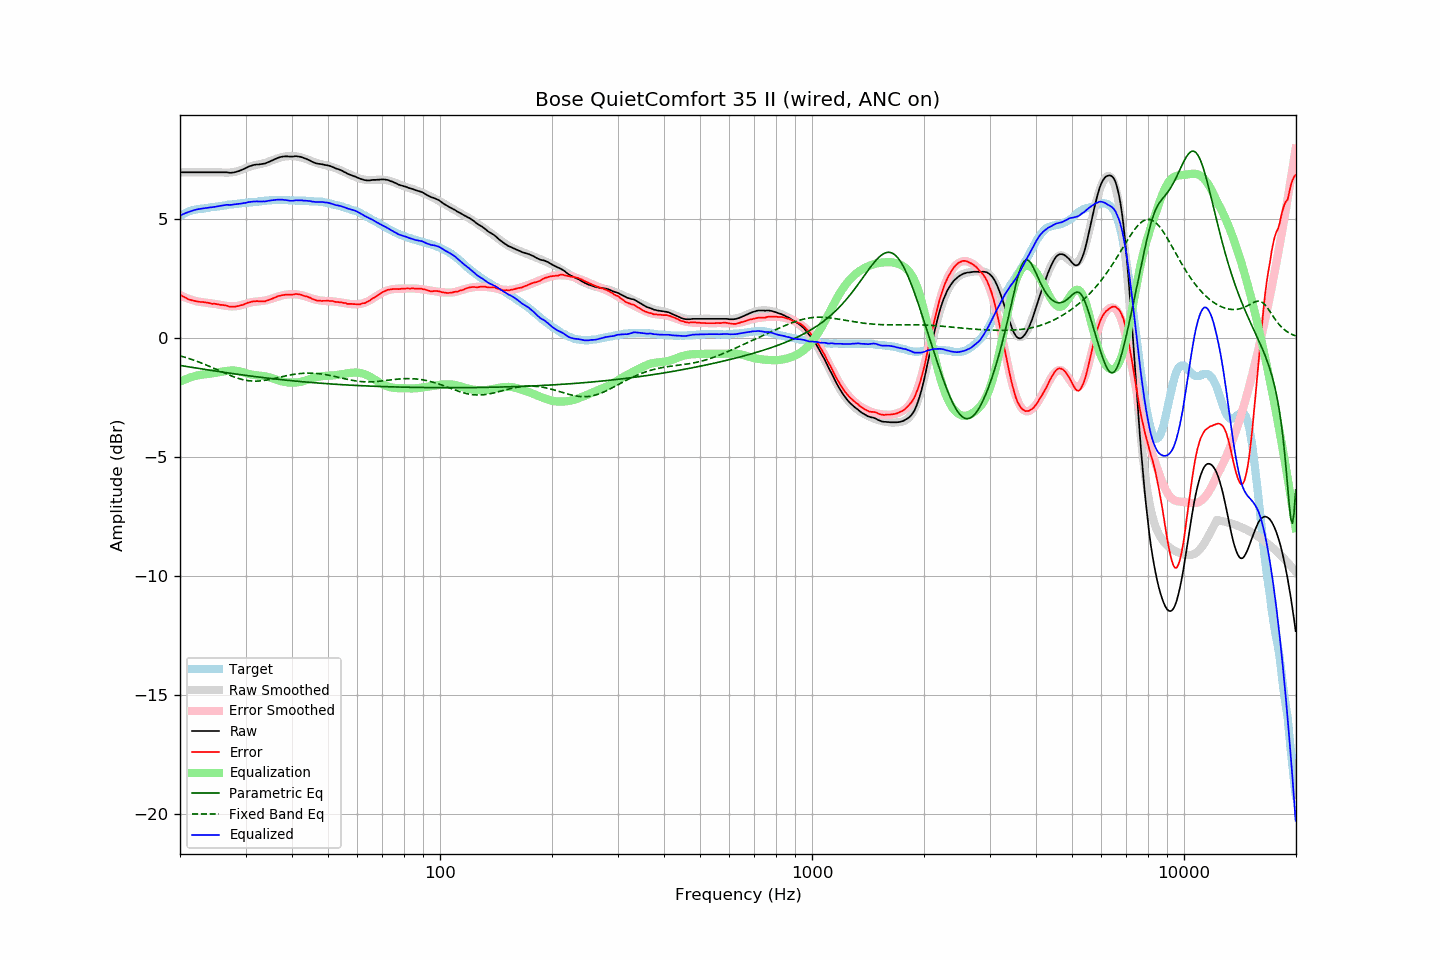 Bose QuietComfort 35 II (wired, ANC on)
Amplitude (dBr)
5
0
−5
−10
−15
−20
Target
Raw Smoothed
Error Smoothed
Raw
Error
Equalization
Parametric Eq
Fixed Band Eq
Equalized
100
1000
10000
Frequency (Hz)